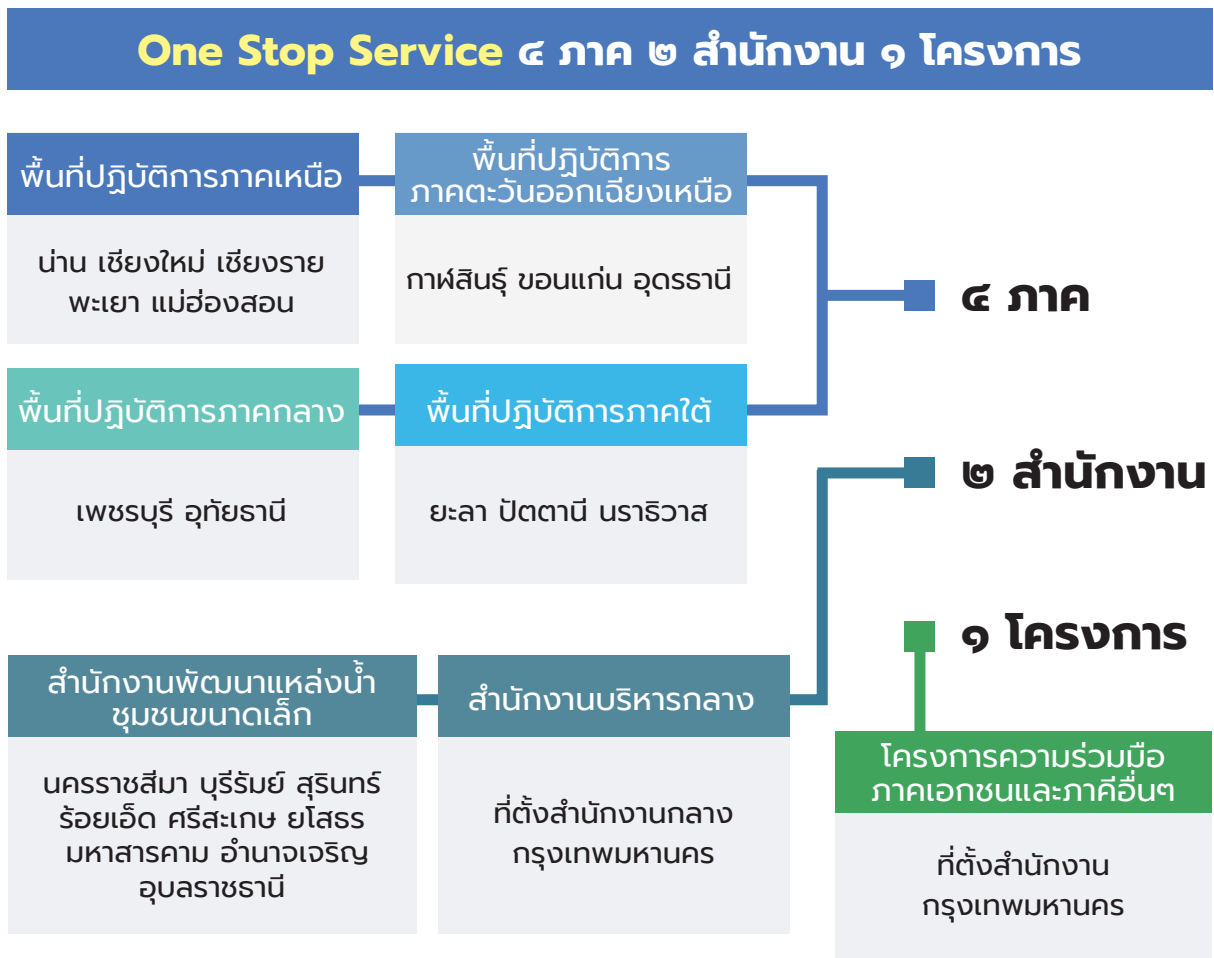 One Stop Service ๔ ภาค ๒ สำนักงาน ๑ โครงการ
พื้นที่ปฏิบัติการภาคเหนือ
น่าน เชียงใหม่ เชียงราย
พะเยา แม่ฮ่องสอน
พื้นที่ปฏิบัติการ
ภาคตะวันออกเฉียงเหนือ
กาฬสินธุ์ ขอนแก่น อุดรธานี
๔ ภาค
พื้นที่ปฏิบัติการภาคกลาง
เพชรบุรี อุทัยธานี
พื้นที่ปฏิบัติการภาคใต้
ยะลา ปัตตานี นราธิวาส
๒ สำนักงาน
๑ โครงการ
สำนักงานพัฒนาแหล่งน้ำ
ชุมชนขนาดเล็ก
นครราชสีมา บุรีรัมย์ สุรินทร์
ร้อยเอ็ด ศรีสะเกษ ยโสธร
มหาสารคาม อำนาจเจริญ
อุบลราชธานี
สำนักงานบริหารกลาง
ที่ตั้งสำนักงานกลาง
กรุงเทพมหานคร
โครงการความร่วมมือ
ภาคเอกชนและภาคีอื่นๆ
ที่ตั้งสำนักงาน
กรุงเทพมหานคร